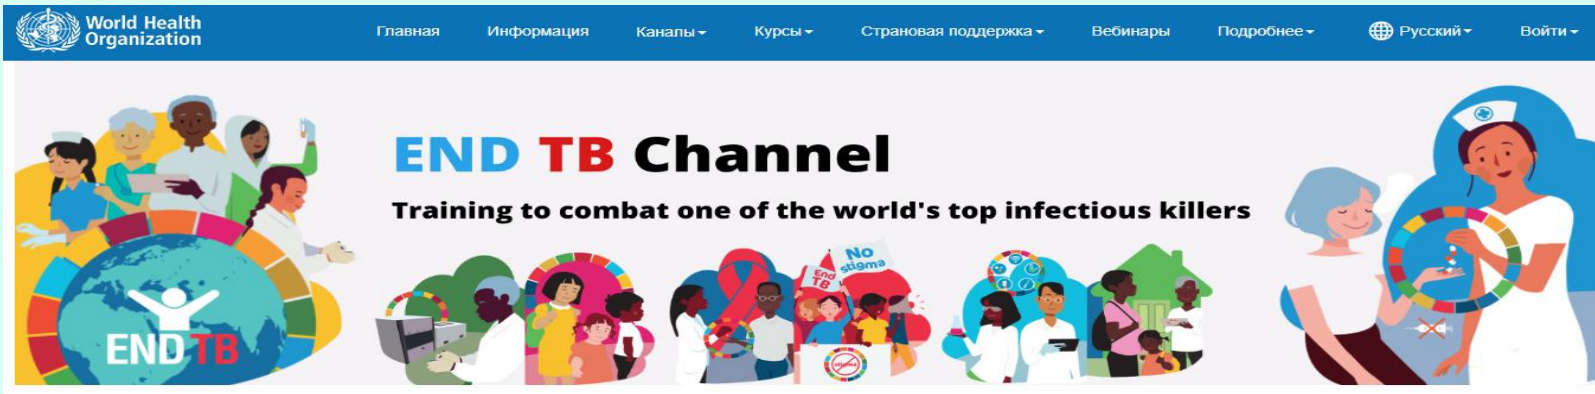 World Health
Organization
Главная Информация Каналы Курсы Страновая поддержка Вебинары Подробнее Русский Войти
END TB Channel
Training to combat one of the world's top infectious killers
No
stigma
End
TB
END TB
stigma